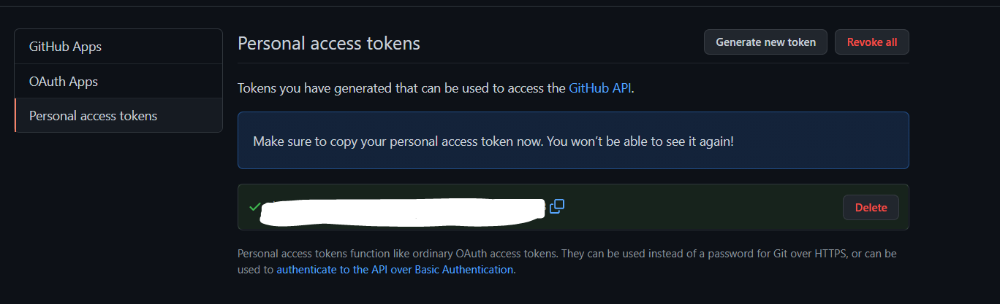 GitHub Apps
OAuth Apps
Personal access tokens
Personal access tokens
Generate new token
Revoke all
Tokens you have generated that can be used to access the GitHub API.
Make sure to copy your personal access token now. You won’t be able to see it again!
Delete
Personal access tokens function like ordinary OAuth access tokens. They can be used instead of a password for Git over HTTPS, or can be
used to authenticate to the API over Basic Authentication.